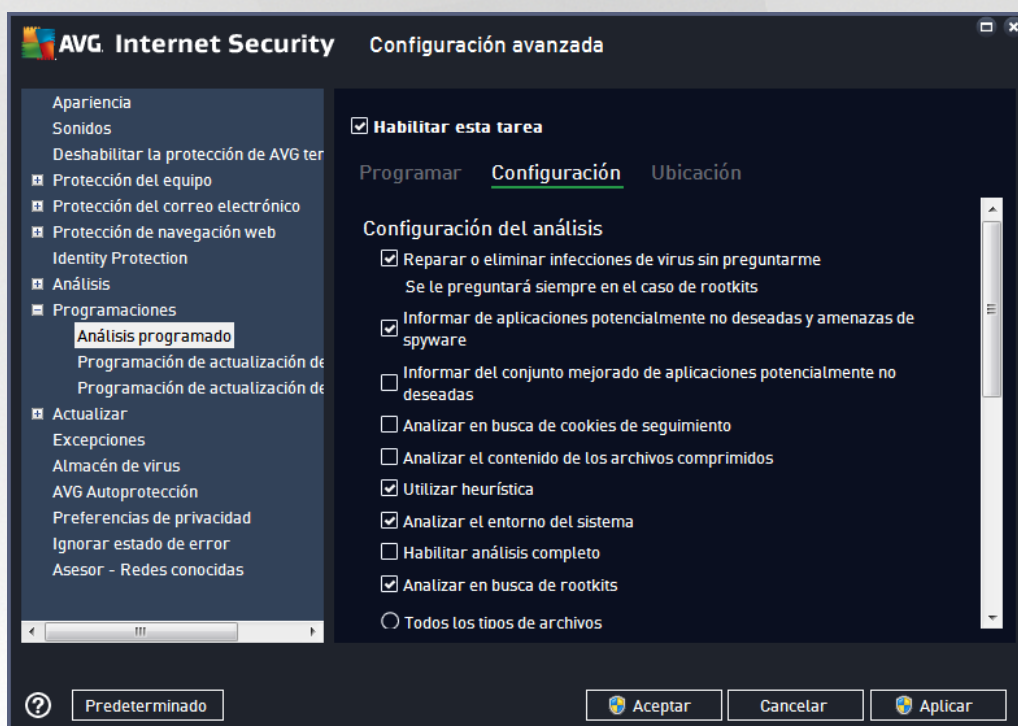 AVG. Internet Security
Configuración avanzada
Apariencia
Sonidos
Deshabilitar la protección de AVG ter
Protección del equipo
Protección del correo electrónico
Protección de navegación web
Identity Protection
Análisis
Programaciones
Análisis programado
Programación de actualización de
Programación de actualización de
Actualizar
Excepciones
Almacén de virus
AVG Autoprotección
Preferencias de privacidad
Ignorar estado de error
Asesor - Redes conocidas
Habilitar esta tarea
Programar Configuración Ubicación
Configuración del análisis
Reparar o eliminar infecciones de virus sin preguntarme
Se le preguntará siempre en el caso de rootkits
Informar de aplicaciones potencialmente no deseadas y amenazas de
spyware
Informar del conjunto mejorado de aplicaciones potencialmente no
deseadas
Analizar en busca de cookies de seguimiento
Analizar el contenido de los archivos comprimidos
Utilizar heurística
Analizar el entorno del sistema
Habilitar análisis completo
Analizar en busca de rootkits
Todos los tipos de archivos
Predeterminado
Aceptar
Cancelar
Aplicar